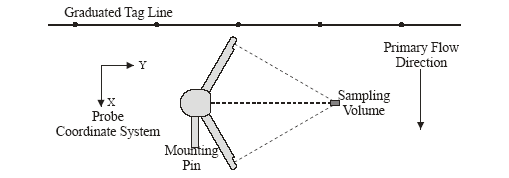 Graduated Tag Line
Primary Flow
Direction
Y
X
Probe
Coordinate System
Sampling
Volume
Mounting
Pin